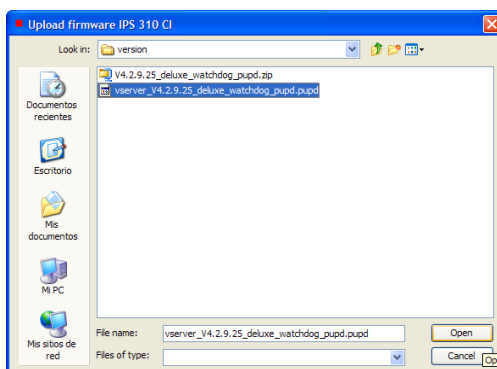 Upload firmware IPS 310 CI
Look in:
version
Documentos
recientes
Escritorio
Mis
documentos
Mi PC
Mis sitios de
red
V4.2.9.25_deluxe_watchdog_pupd.zip
vserver_V4.2.9.25_deluxe_watchdog_pupd.pupd
File name:
vserver_V4.2.9.25_deluxe_watchdog_pupd.pupd
Open
Files of type:
Cancel
Op